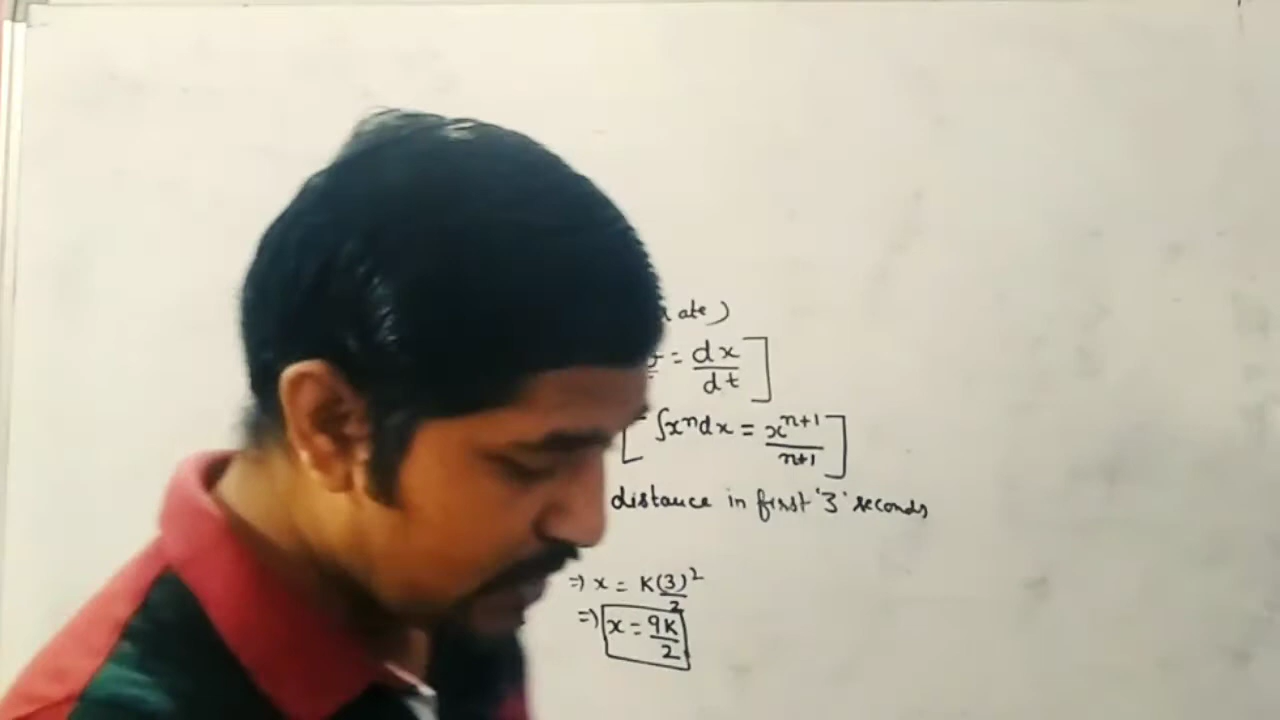 ate)
= dx/dt ]
[ ∫xⁿdx = xⁿ⁺¹/n+1 ]
distance in first '3' seconds
=) x = K(3)²/2
=) x = 9K/2